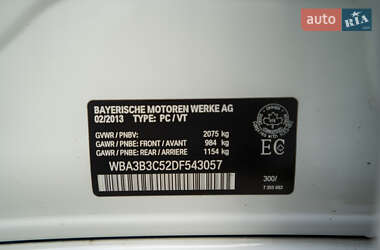 auto RIA
BAYERISCHE MOTOREN WERKE AG
02/2013 TYPE: PC / VT
GVWR / PNBV: 2075 kg
GAWR / PNBE: FRONT / AVANT 984 kg
GAWR / PNBE: REAR / ARRIERE 1154 kg
WBA3B3C52DF543057
EC
300/